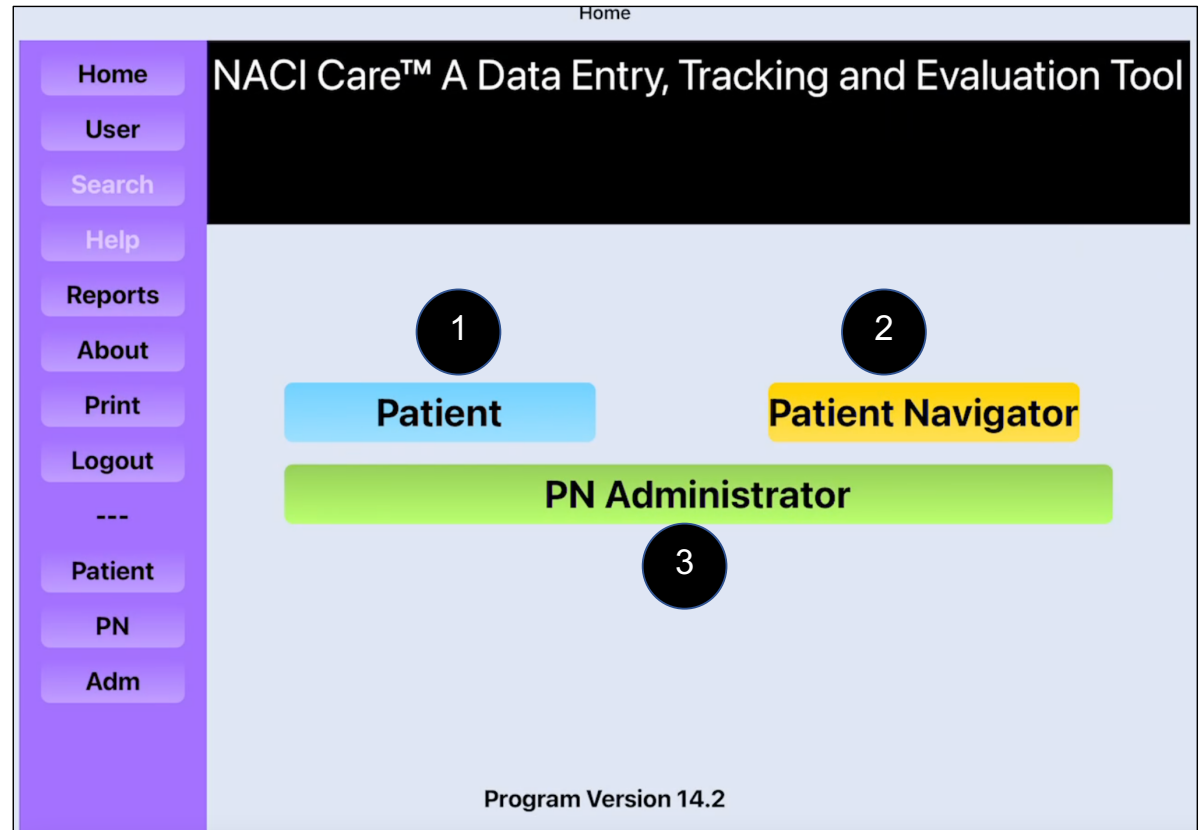 Home
Home
User
Search
Help
Reports
About
Print
Logout
---
Patient
PN
Adm
NACI Care™ A Data Entry, Tracking and Evaluation Tool
1
2
Patient
Patient Navigator
PN Administrator
3
Program Version 14.2